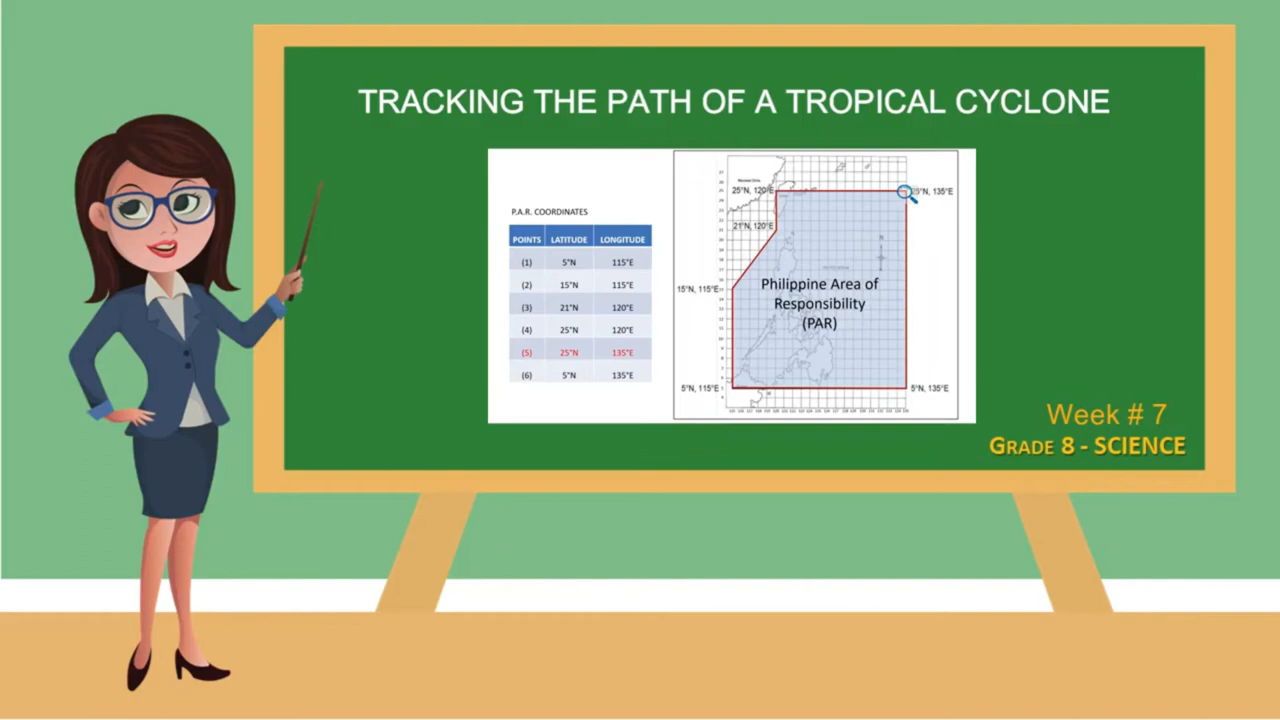 TRACKING THE PATH OF A TROPICAL CYCLONE
P.A.R. COORDINATES
POINTS LATITUDE LONGITUDE
(1) 5°N 115°E
(2) 15°N 115°E
(3) 21°N 120°E
(4) 25°N 120°E
(5) 25°N 135°E
(6) 5°N 135°E
25°N, 120°E
°N, 135°E
21°N, 120°E
N
15°N, 115°E
Philippine Area of
Responsibility
(PAR)
5°N, 115°E
5°N, 135°E
Week # 7
GRADE 8 - SCIENCE